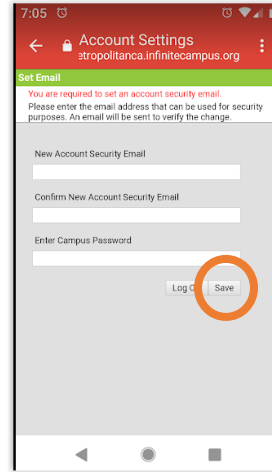 7:05
Account Settings
etropolitanca.infinitecampus.org
Set Email
You are required to set an account security email.
Please enter the email address that can be used for security
purposes. An email will be sent to verify the change.
New Account Security Email
Confirm New Account Security Email
Enter Campus Password
Log O Save